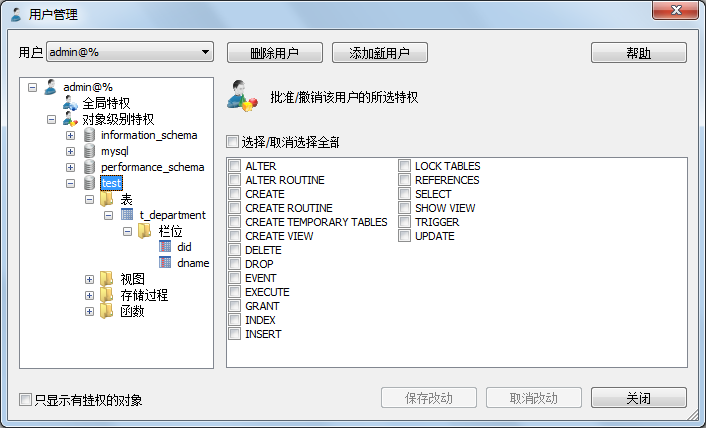 用户管理
用户 admin@% 删除用户 添加新用户 帮助
admin@%
全局特权
对象级别特权
information_schema
mysql
performance_schema
test
表
t_department
栏位
did
dname
视图
存储过程
函数
批准/撤销该用户的所选特权
选择/取消选择全部
ALTER
ALTER ROUTINE
CREATE
CREATE ROUTINE
CREATE TEMPORARY TABLES
CREATE VIEW
DELETE
DROP
EVENT
EXECUTE
GRANT
INDEX
INSERT
LOCK TABLES
REFERENCES
SELECT
SHOW VIEW
TRIGGER
UPDATE
只显示有挂权的对象
保存改动 取消改动 关闭